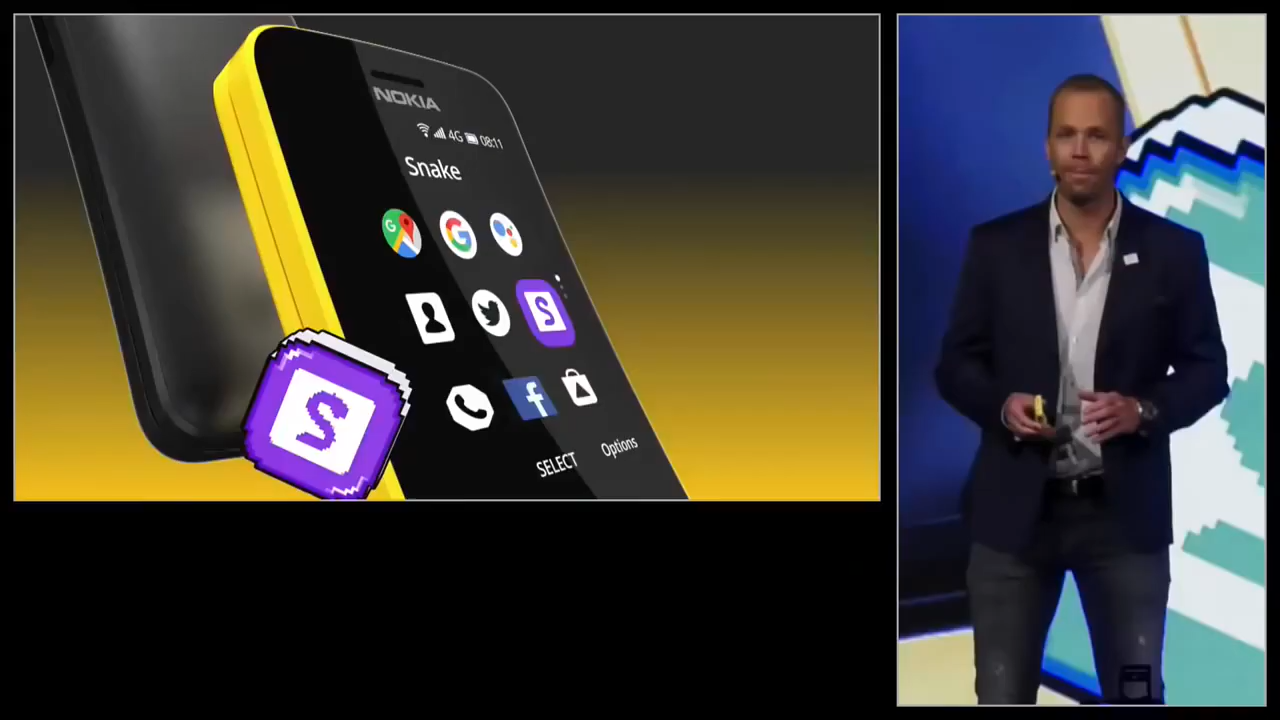 NOKIA
4G 08:11
Snake
G G
S
f
SELECT Options
S